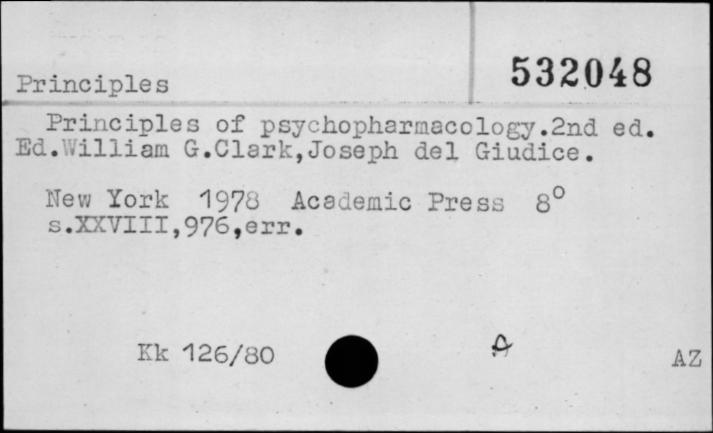 532048
Principles
Principles of psychopharmacology.2nd ed.
Ed.William G.Clark,Joseph del Giudice.
New York 1978 Academic Press 8°
s.XXVIII,976,err.
Kk 126/80
AZ